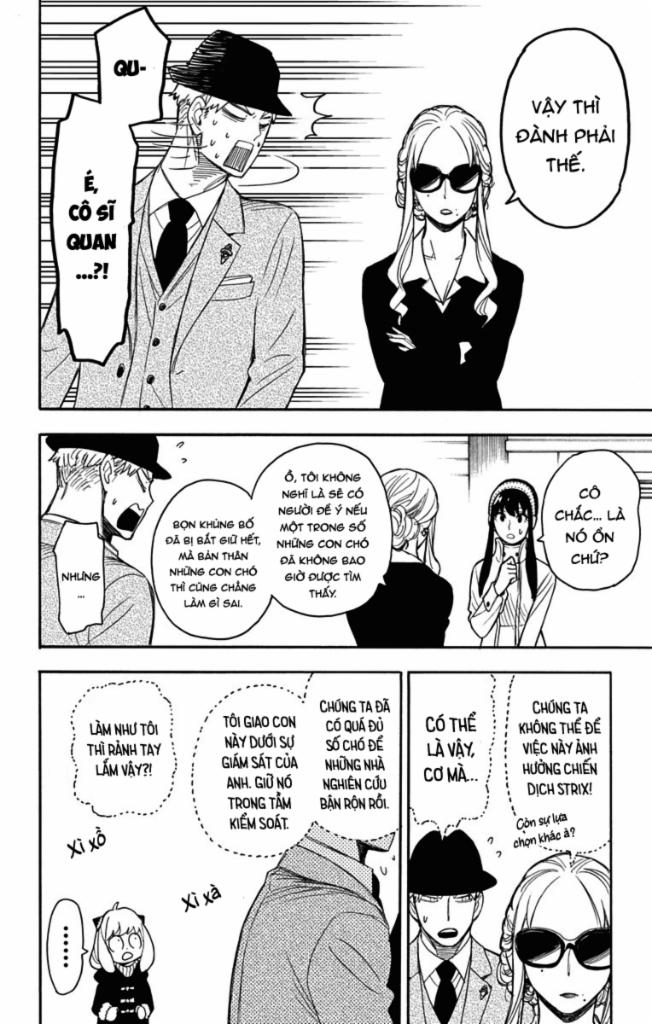 VẬY THÌ
ĐÀNH PHẢI
THẾ.
QU-
É,
CÔ SĨ
QUAN
...?!
CÔ
CHẮC... LÀ
NÓ ỔN
CHỨ?
Ồ, TÔI KHÔNG
NGHĨ LÀ SẼ CÓ
NGƯỜI ĐỂ Ý NẾU
MỘT TRONG SỐ
NHỮNG CON CHÓ
ĐÃ KHÔNG BAO
GIỜ ĐƯỢC TÌM
THẤY.
BỌN KHỦNG BỐ
ĐÃ BỊ BẮT GIỮ HẾT,
MÀ BẢN THÂN
NHỮNG CON CHÓ
THÌ CŨNG CHẲNG
LÀM GÌ SAI.
NHƯNG
...
CHÚNG TA
KHÔNG THỂ ĐỂ
VIỆC NÀY ẢNH
HƯỞNG CHIẾN
DỊCH STRIX!
Còn sự lựa
chọn khác à?
CÓ THỂ
LÀ VẬY,
CƠ MÀ...
CHÚNG TA ĐÃ
CÓ QUÁ ĐỦ
SỐ CHÓ ĐỂ
NHỮNG NHÀ
NGHIÊN CỨU
BẬN RỘN RỒI.
TÔI GIAO CON
NÀY DƯỚI SỰ
GIÁM SÁT CỦA
ANH. GIỮ NÓ
TRONG TẦM
KIỂM SOÁT.
LÀM NHƯ TÔI
THÌ RẢNH TAY
LẮM VẬY?!
Xì xồ
Xì xà
......